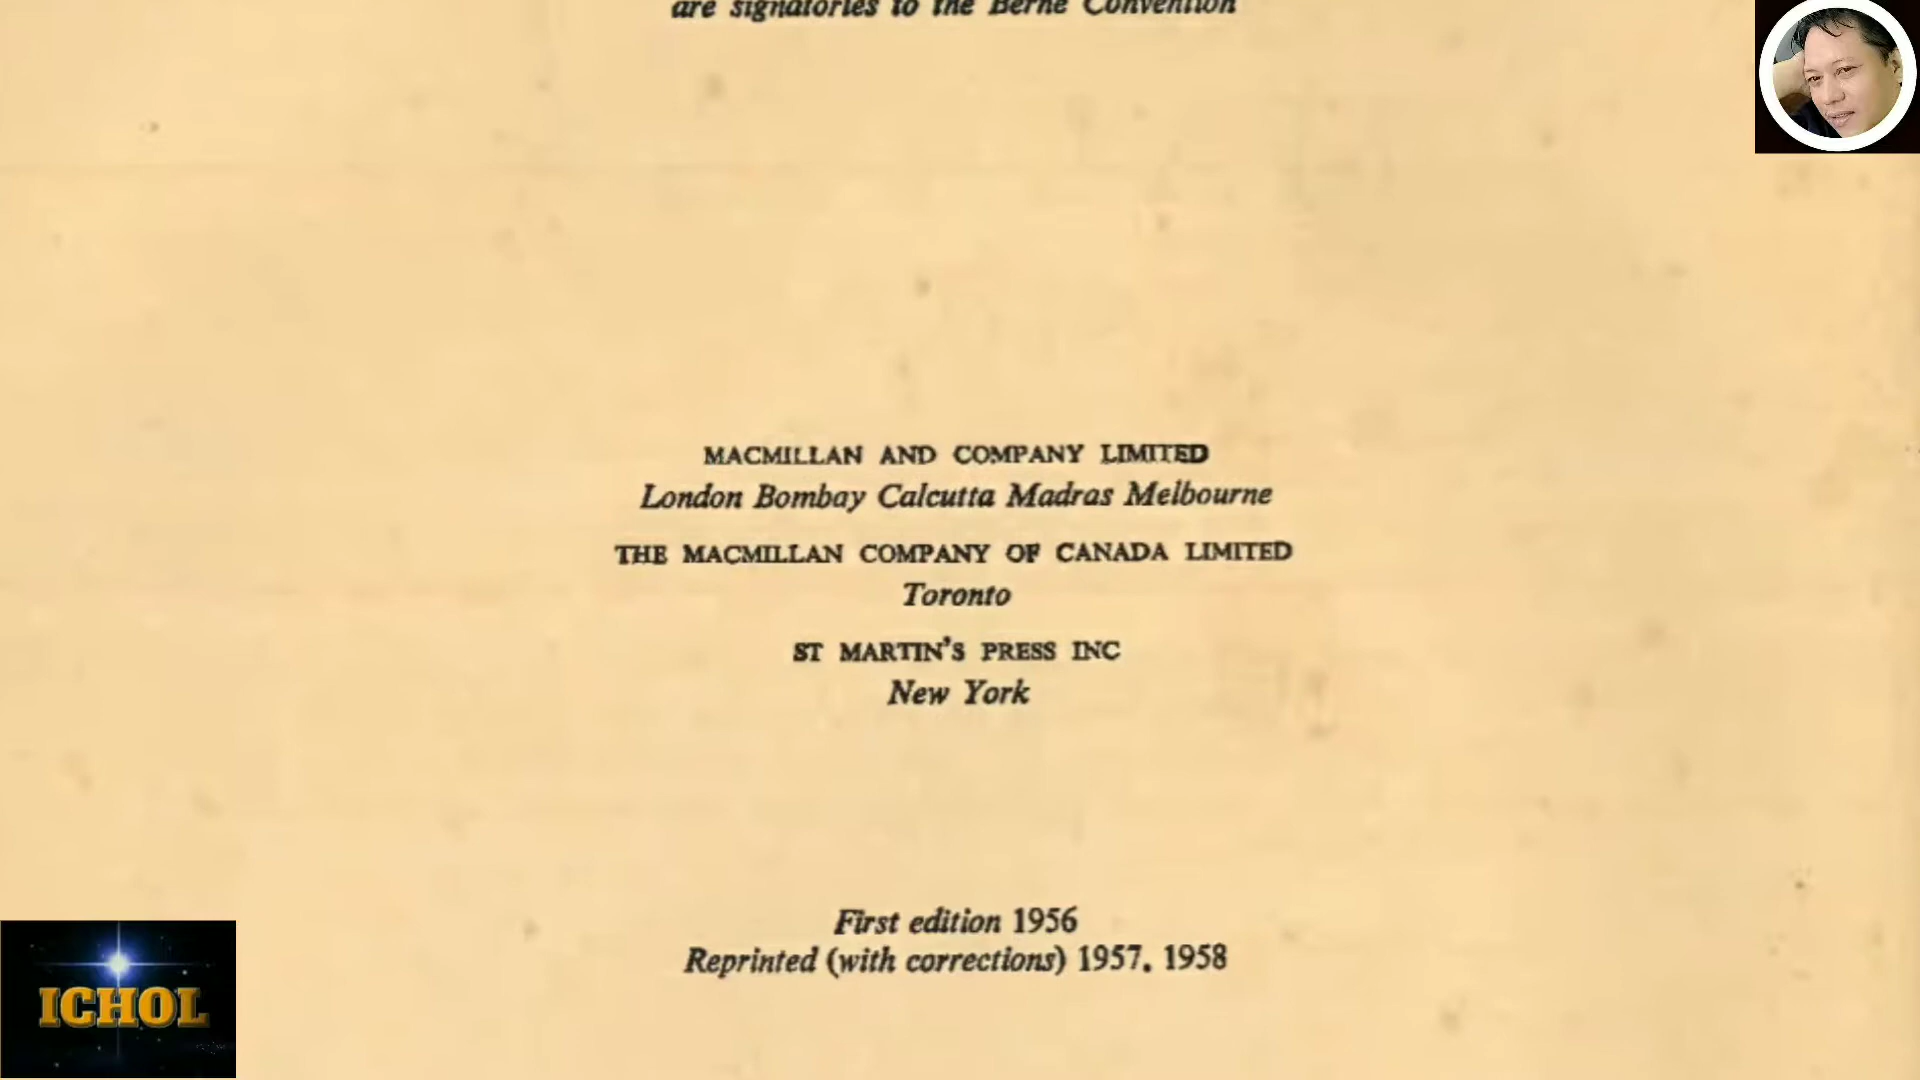 are signatories to the Berne Convention
MACMILLAN AND COMPANY LIMITED
London Bombay Calcutta Madras Melbourne
THE MACMILLAN COMPANY OF CANADA LIMITED
Toronto
ST MARTIN'S PRESS INC
New York
First edition 1956
Reprinted (with corrections) 1957, 1958
ICHOL